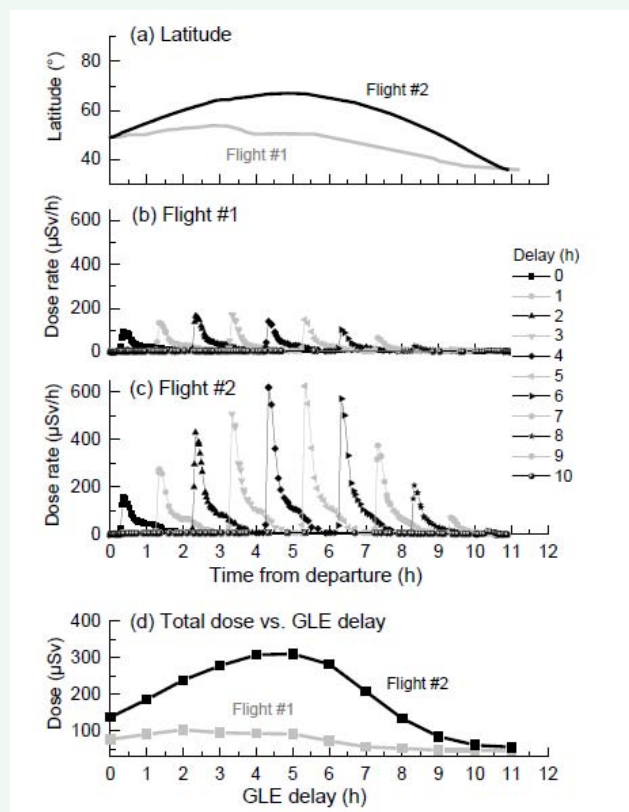 (a) Latitude
80
60
40
Latitude (°)
Flight #2
Flight #1
(b) Flight #1
600
400
200
0
Dose rate (μSv/h)
(c) Flight #2
600
400
200
0
Dose rate (μSv/h)
0 1 2 3 4 5 6 7 8 9 10 11 12
Time from departure (h)
Delay (h)
0
1
2
3
4
5
6
7
8
9
10
(d) Total dose vs. GLE delay
400
300
200
100
Dose (μSv)
Flight #2
Flight #1
0 1 2 3 4 5 6 7 8 9 10 11 12
GLE delay (h)